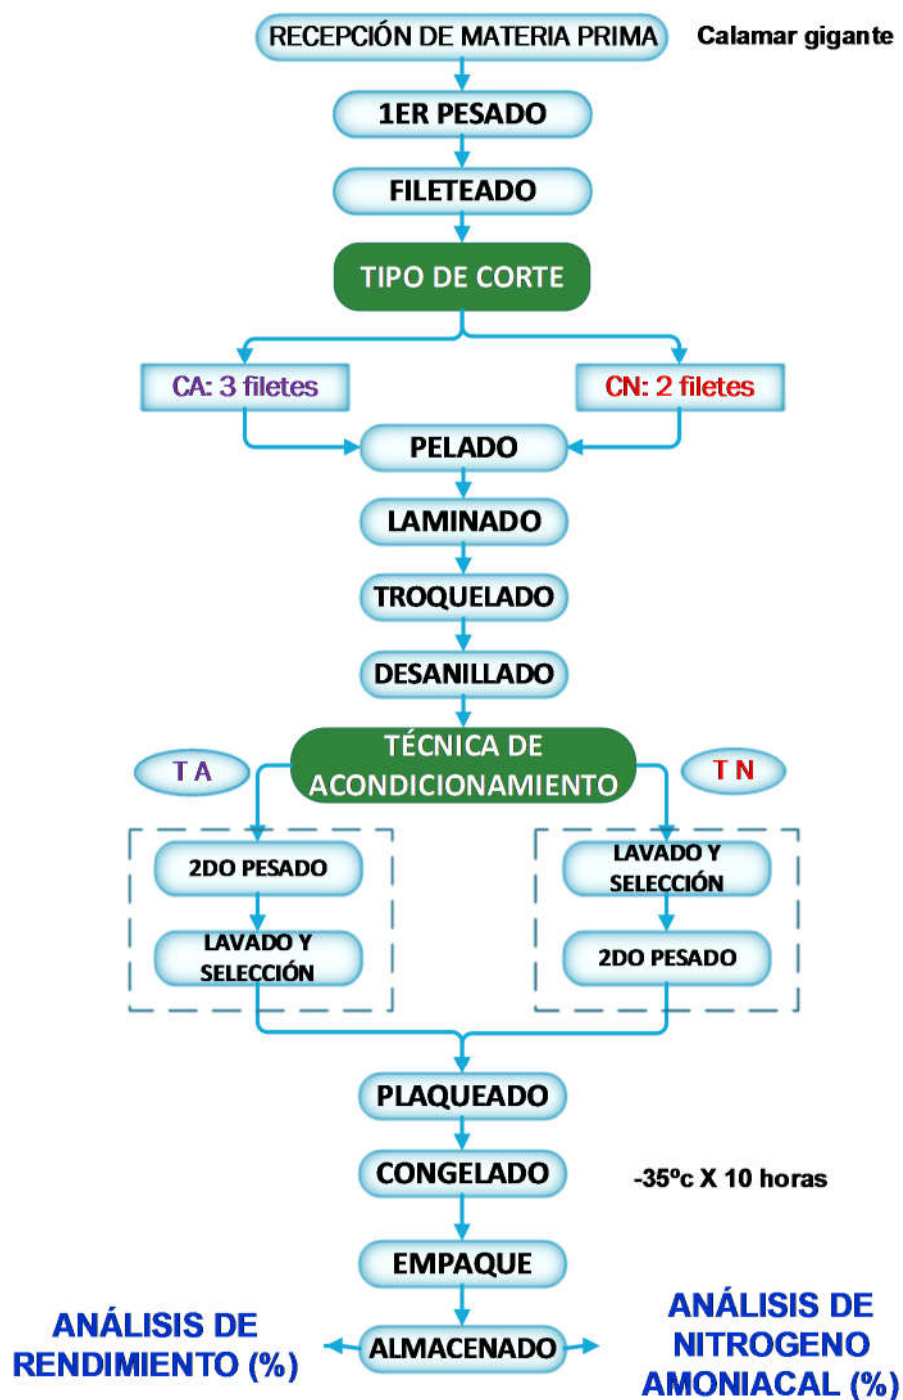 RECEPCIÓN DE MATERIA PRIMA
Calamar gigante
1ER PESADO
FILETEADO
TIPO DE CORTE
CA: 3 filetes
CN: 2 filetes
PELADO
LAMINADO
TROQUELADO
DESANILLADO
TÉCNICA DE
ACONDICIONAMIENTO
T A
T N
2DO PESADO
LAVADO Y
SELECCIÓN
LAVADO Y
SELECCIÓN
2DO PESADO
PLAQUEADO
CONGELADO
-35ºc X 10 horas
EMPAQUE
ALMACENADO
ANÁLISIS DE
RENDIMIENTO (%)
ANÁLISIS DE
NITROGENO
AMONIACAL (%)